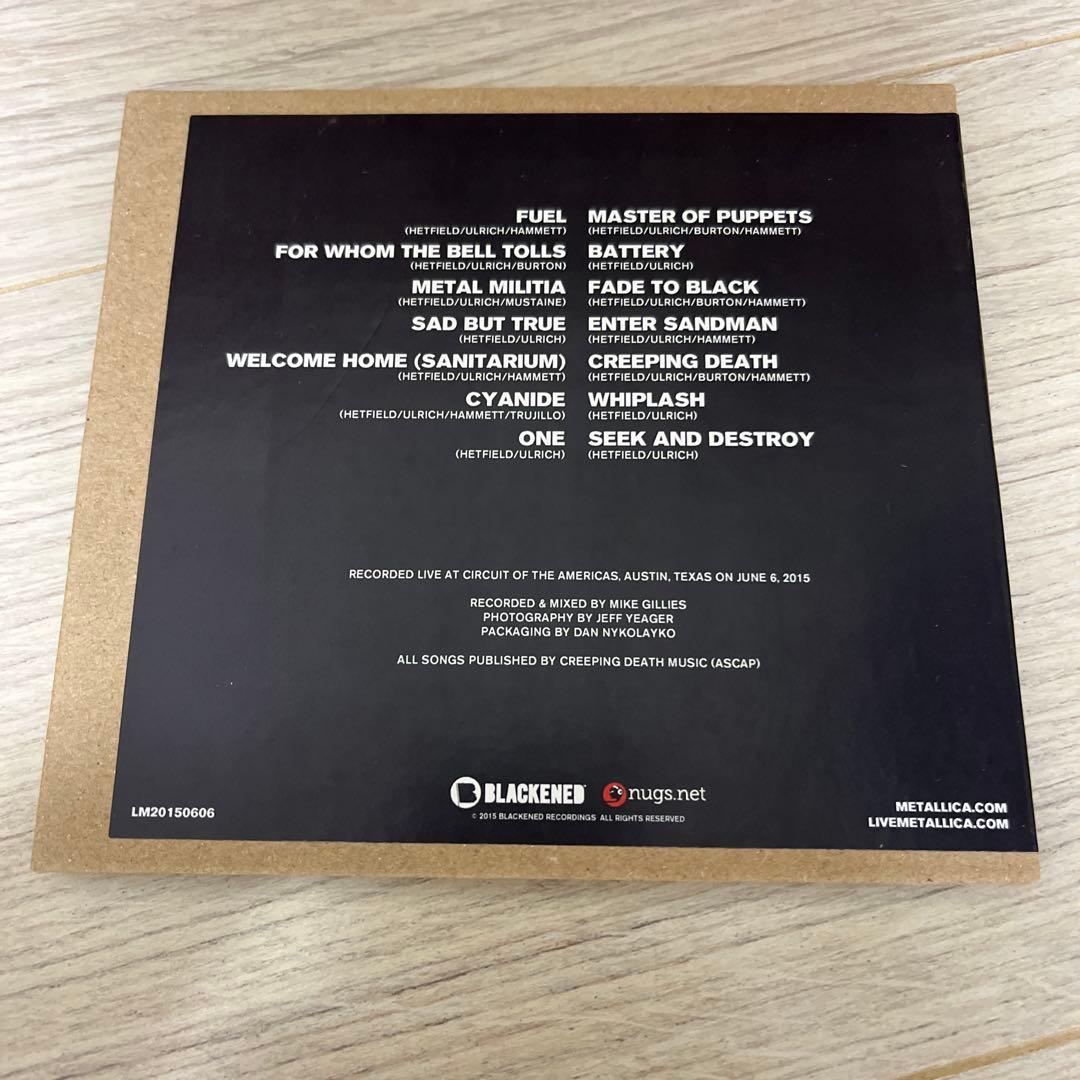 FUEL
(HETFIELD/ULRICH/HAMMETT)
FOR WHOM THE BELL TOLLS
(HETFIELD/ULRICH/BURTON)
METAL MILITIA
(HETFIELD/ULRICH/MUSTAINE)
SAD BUT TRUE
(HETFIELD/ULRICH)
WELCOME HOME (SANITARIUM)
(HETFIELD/ULRICH/HAMMETT)
CYANIDE
(HETFIELD/ULRICH/HAMMETT/TRUJILLO)
ONE
(HETFIELD/ULRICH)
MASTER OF PUPPETS
(HETFIELD/ULRICH/BURTON/HAMMETT)
BATTERY
(HETFIELD/ULRICH)
FADE TO BLACK
(HETFIELD/ULRICH/BURTON/HAMMETT)
ENTER SANDMAN
(HETFIELD/ULRICH/HAMMETT)
CREEPING DEATH
(HETFIELD/ULRICH/BURTON/HAMMETT)
WHIPLASH
(HETFIELD/ULRICH)
SEEK AND DESTROY
(HETFIELD/ULRICH)
RECORDED LIVE AT CIRCUIT OF THE AMERICAS, AUSTIN, TEXAS ON JUNE 6, 2015
RECORDED & MIXED BY MIKE GILLIES
PHOTOGRAPHY BY JEFF YEAGER
PACKAGING BY DAN NYKOLAYKO
ALL SONGS PUBLISHED BY CREEPING DEATH MUSIC (ASCAP)
BLACKENED nugs.net
© 2015 BLACKENED RECORDINGS ALL RIGHTS RESERVED
LM20150606
METALLICA.COM
LIVEMETALLICA.COM